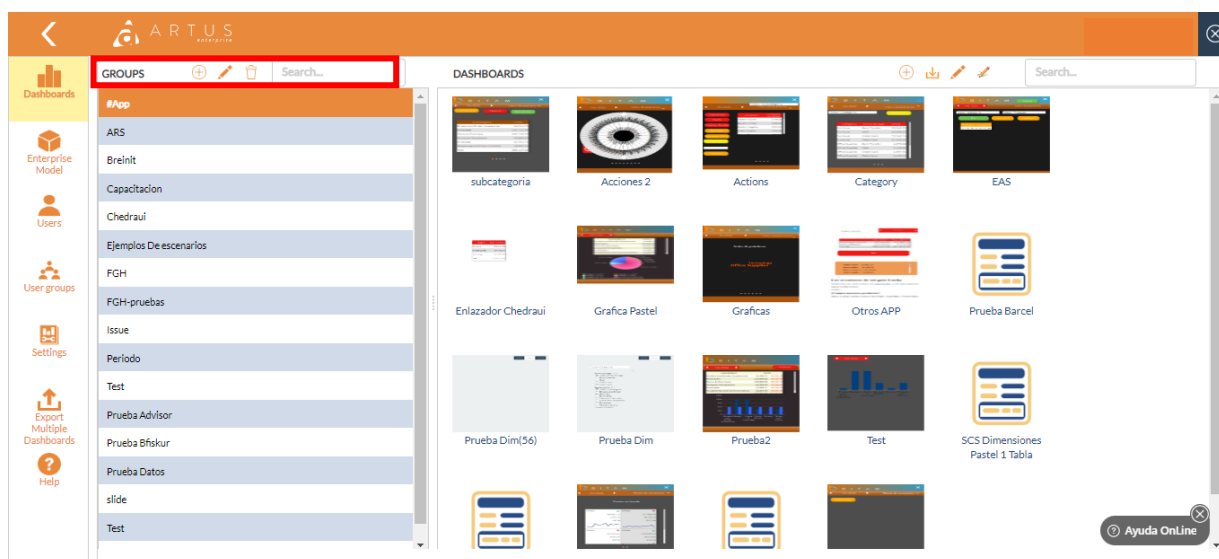 ARTUS
enterprise
GROUPS
Search...
DASHBOARDS
Search...
Dashboards
Enterprise
Model
Users
User groups
Settings
Export
Multiple
Dashboards
Help
#App
ARS
Breinit
Capacitacion
Chedraui
Ejemplos De escenarios
FGH
FGH-pruebas
Issue
Periodo
Test
Prueba Advisor
Prueba Bfiskur
Prueba Datos
slide
Test
subcategoria
Acciones 2
Actions
Category
EAS
Enlazador Chedraui
Grafica Pastel
Graficas
Otros APP
Prueba Barcel
Prueba Dim(56)
Prueba Dim
Prueba2
Test
SCS Dimensiones
Pastel 1 Tabla
Ayuda OnLine